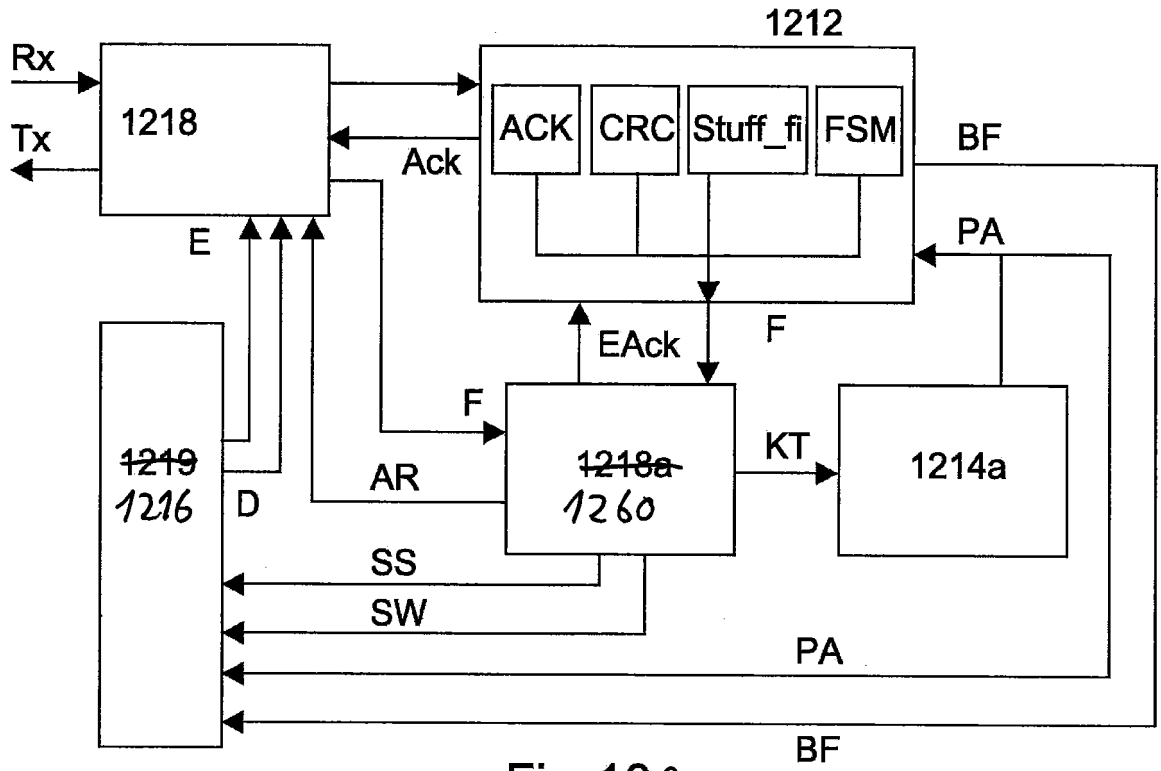 1212
Rx
1218
Tx
Ack
ACK
CRC
Stuff_fi
FSM
BF
PA
E
EAck
F
F
1219
1216
D
AR
1218a
1260
KT
1214a
SS
SW
PA
BF